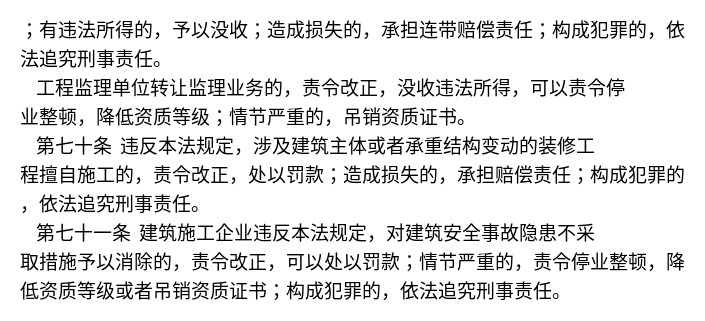 ；有违法所得的，予以没收；造成损失的，承担连带赔偿责任；构成犯罪的，依
法追究刑事责任。
工程监理单位转让监理业务的，责令改正，没收违法所得，可以责令停
业整顿，降低资质等级；情节严重的，吊销资质证书。
第七十条 违反本法规定，涉及建筑主体或者承重结构变动的装修工
程擅自施工的，责令改正，处以罚款；造成损失的，承担赔偿责任；构成犯罪的
，依法追究刑事责任。
第七十一条 建筑施工企业违反本法规定，对建筑安全事故隐患不采
取措施予以消除的，责令改正，可以处以罚款；情节严重的，责令停业整顿，降
低资质等级或者吊销资质证书；构成犯罪的，依法追究刑事责任。